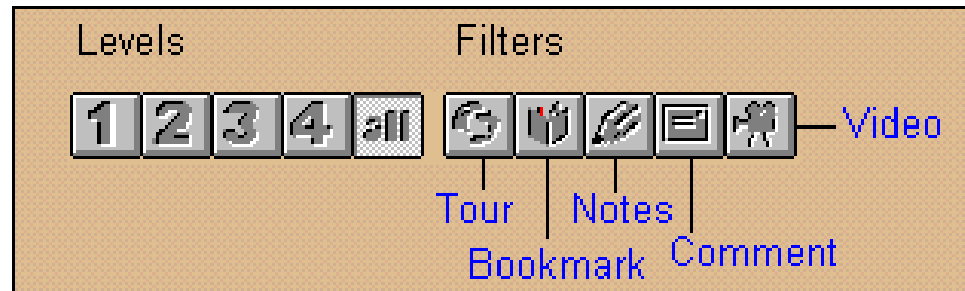 Levels Filters
1 2 3 4 all
Video
Tour Notes
Bookmark Comment